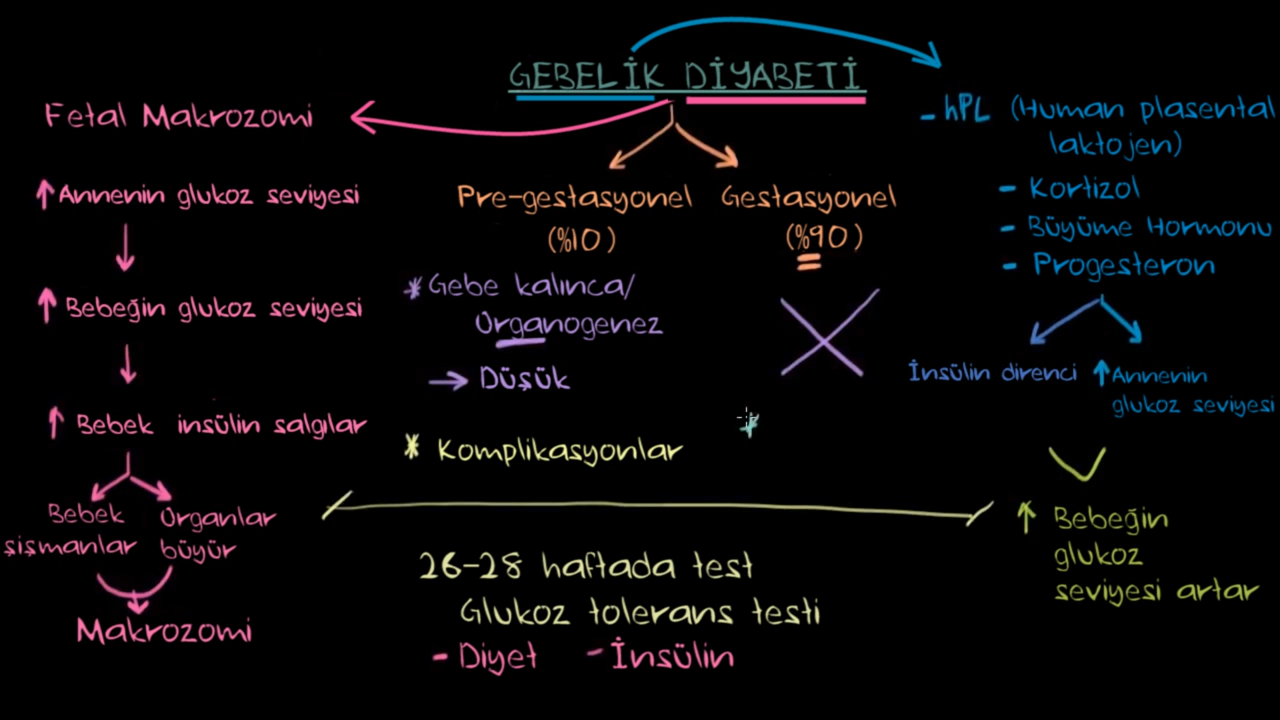 GEBELİK DİYABETİ
Fetal Makrozomi
↑ Annenin glukoz seviyesi
↑ Bebeğin glukoz seviyesi
↑ Bebek insülin salgılar
Bebek
şişmanlar
Organlar
büyür
Makrozomi
Pre-gestasyonel
(%10)
Gestasyonel
(%90)
* Gebe kalınca/
Organogenez
→ Düşük
* Komplikasyonlar
26-28 haftada test
Glukoz tolerans testi
- Diyet - İnsülin
- hPL (Human plasental
laktojen)
- Kortizol
- Büyüme Hormonu
- Progesteron
İnsülin direnci
↑ Annenin
glukoz seviyesi
↑ Bebeğin
glukoz
seviyesi artar